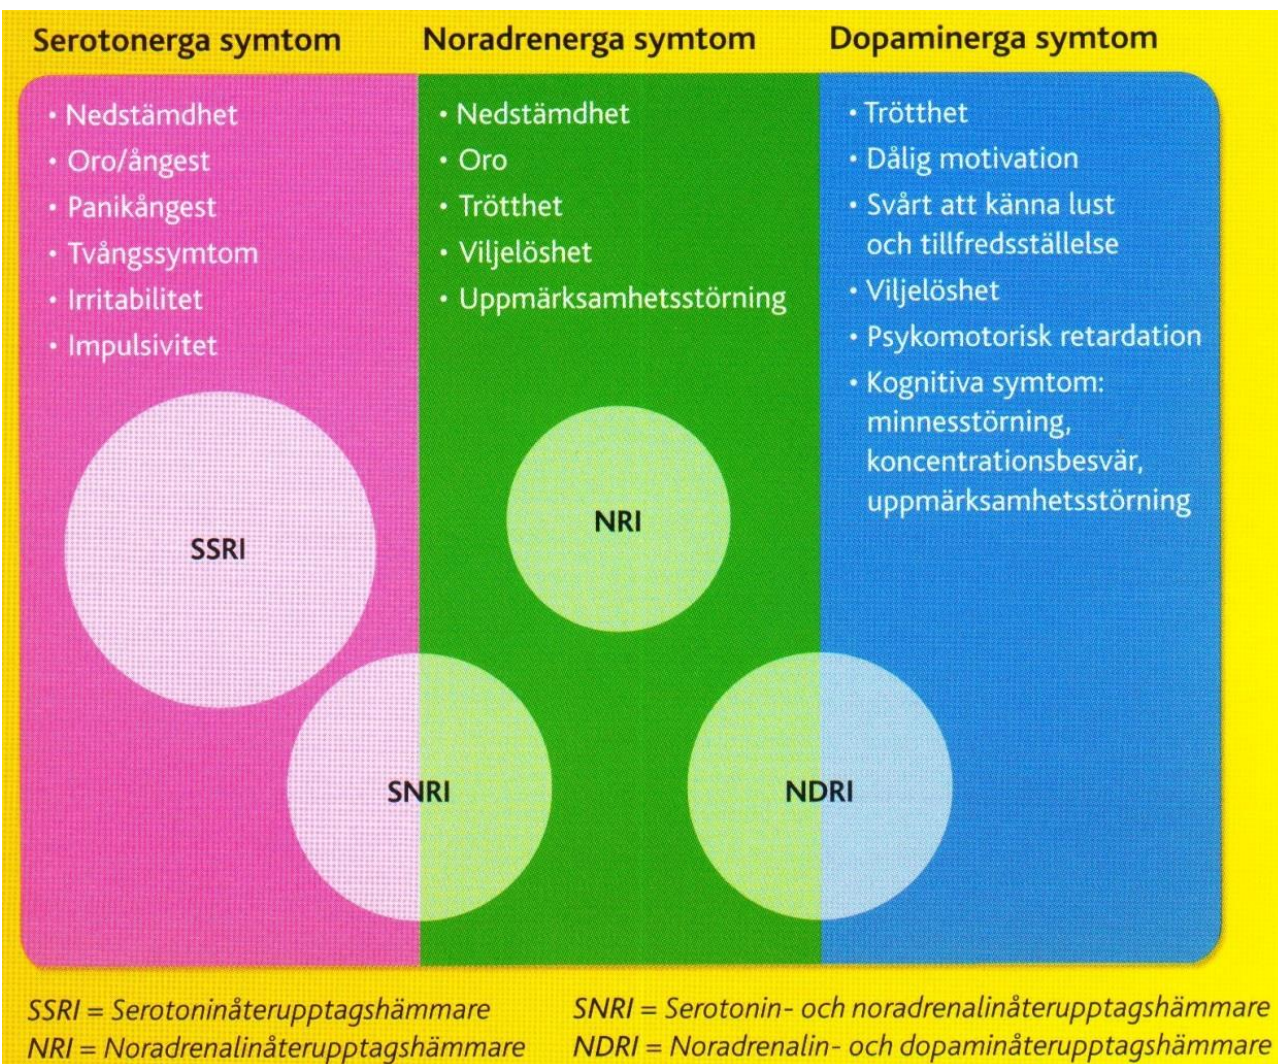 Serotonerga symtom
• Nedstämdhet
• Oro/ångest
• Panikångest
• Tvångssymtom
• Irritabilitet
• Impulsivitet
Noradrenerga symtom
• Nedstämdhet
• Oro
• Trötthet
• Viljelöshet
• Uppmärksamhetsstörning
Dopaminerga symtom
• Trötthet
• Dålig motivation
• Svårt att känna lust
och tillfredsställelse
• Viljelöshet
• Psykomotorisk retardation
• Kognitiva symtom:
minnesstörning,
koncentrationsbesvär,
uppmärksamhetsstörning
SSRI
NRI
SNRI
NDRI
SSRI = Serotoninåterupptagshämmare
NRI = Noradrenalinåterupptagshämmare
SNRI = Serotonin- och noradrenalinåterupptagshämmare
NDRI = Noradrenalin- och dopaminåterupptagshämmare